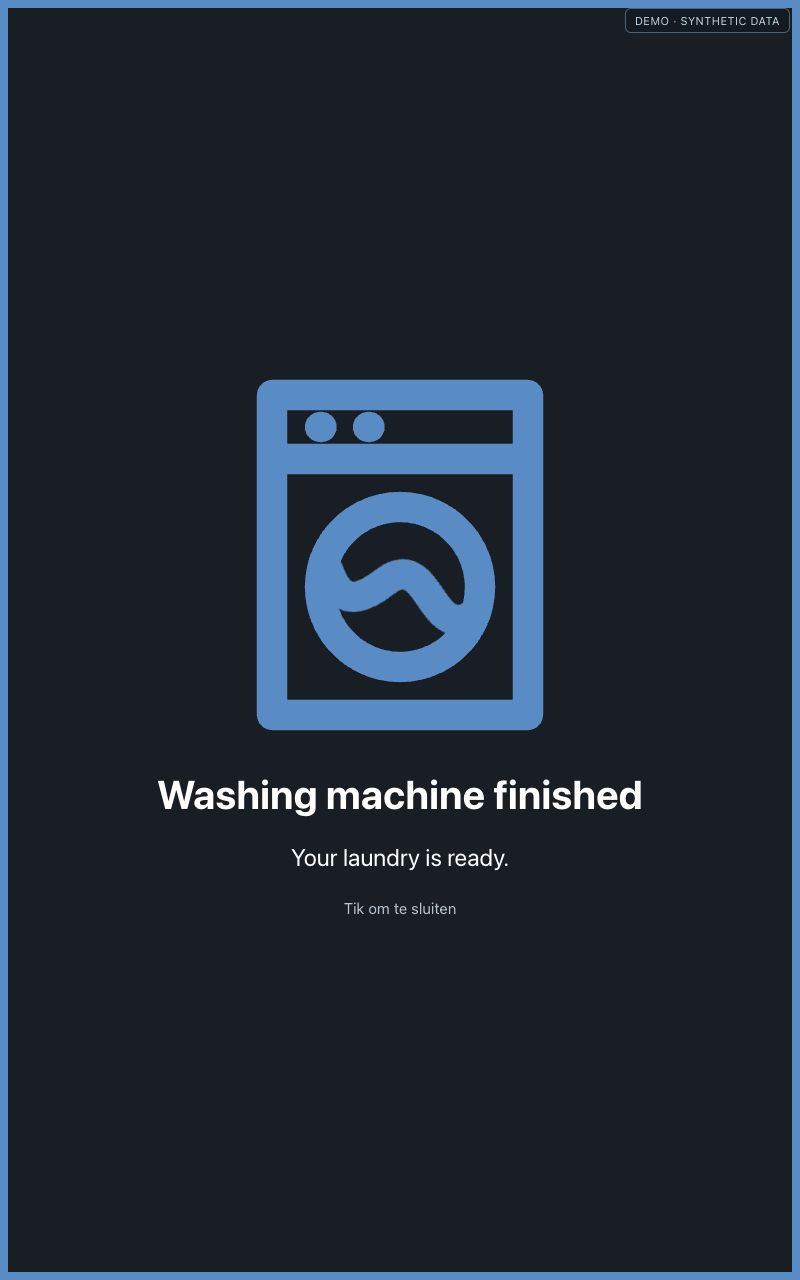 DEMO · SYNTHETIC DATA
Washing machine finished
Your laundry is ready.
Tik om te sluiten